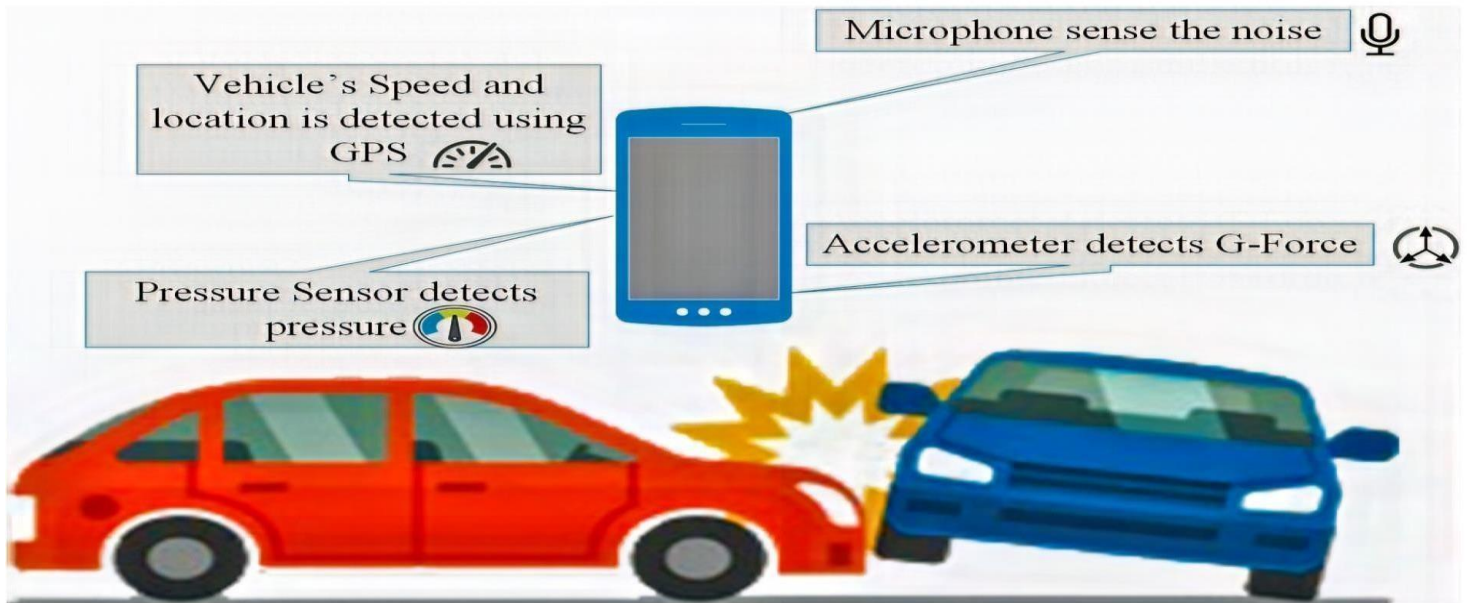 Microphone sense the noise
Vehicle’s Speed and
location is detected using
GPS
Accelerometer detects G-Force
Pressure Sensor detects
pressure